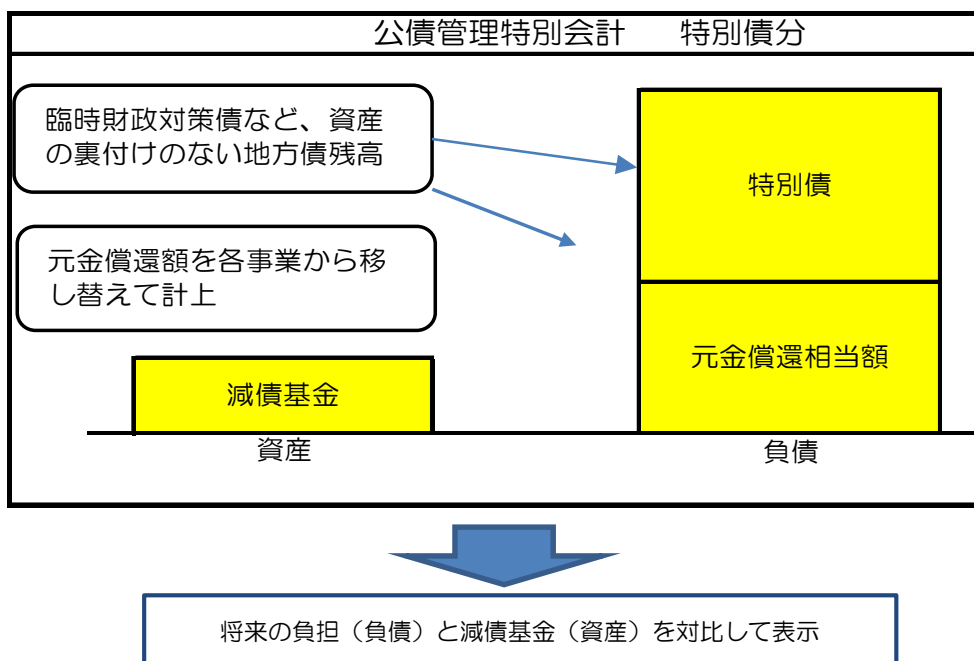 公債管理特別会計　　特別債分
臨時財政対策債など、資産
の裏付けのない地方債残高
元金償還額を各事業から移
し替えて計上
特別債
元金償還相当額
減債基金
資産
負債
将来の負担（負債）と減債基金（資産）を対比して表示